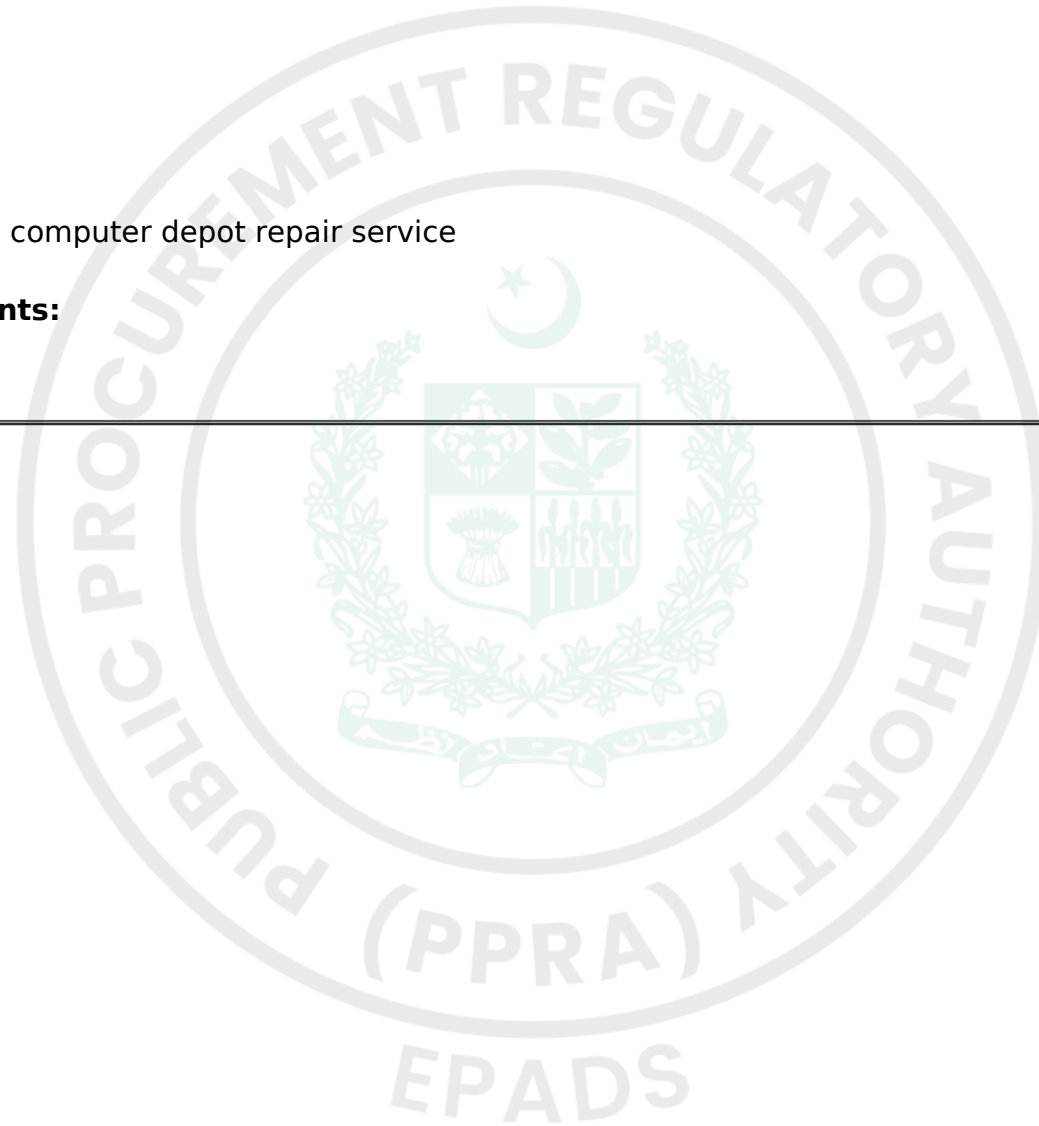 computer depot repair service
nts:
PUBLIC PROCUREMENT REGULATORY AUTHORITY
(PPRA)
EPADS